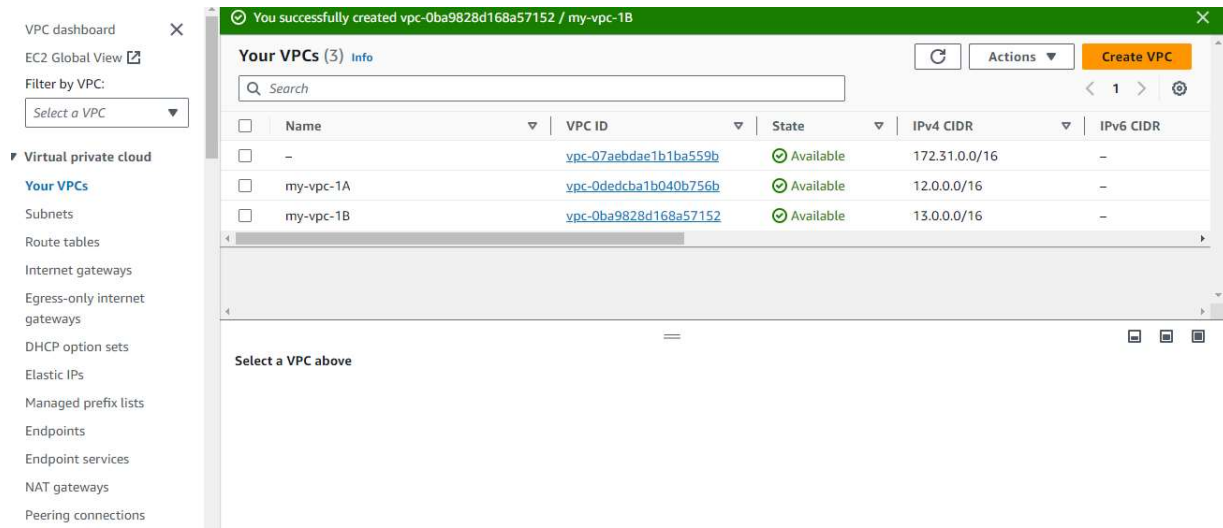 VPC dashboard
EC2 Global View
Filter by VPC:
Select a VPC
Virtual private cloud
Your VPCs
Subnets
Route tables
Internet gateways
Egress-only internet
gateways
DHCP option sets
Elastic IPs
Managed prefix lists
Endpoints
Endpoint services
NAT gateways
Peering connections
You successfully created vpc-0ba9828d168a57152 / my-vpc-1B
Your VPCs (3) Info
Actions
Create VPC
Search
1
Name VPC ID State IPv4 CIDR IPv6 CIDR
– vpc-07aebdae1b1ba559b Available 172.31.0.0/16 –
my-vpc-1A vpc-0dedcba1b040b756b Available 12.0.0.0/16 –
my-vpc-1B vpc-0ba9828d168a57152 Available 13.0.0.0/16 –
Select a VPC above